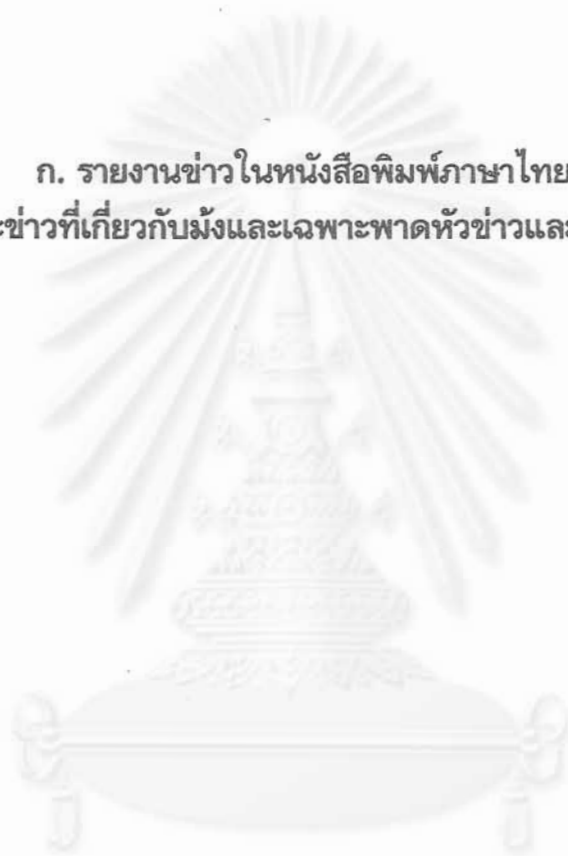 ก. รายงานข่าวในหนังสือพิมพ์ภาษาไทย
ข่าวที่เกี่ยวกับม้งและเฉพาะพาดหัวข่าวและ